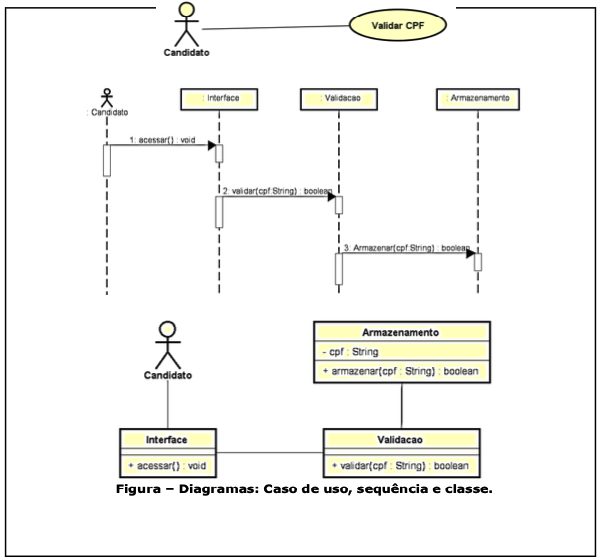 Validar CPF
Candidato
: Candidato
: Interface
: Validacao
: Armazenamento
1: acessar() : void
2: validar(cpf:String) : boolean
3: Armazenar(cpf:String) : boolean
Candidato
Armazenamento
- cpf : String
+ armazenar(cpf : String) : boolean
Interface
+ acessar() : void
Validacao
+ validar(cpf : String) : boolean
Figura – Diagramas: Caso de uso, sequência e classe.